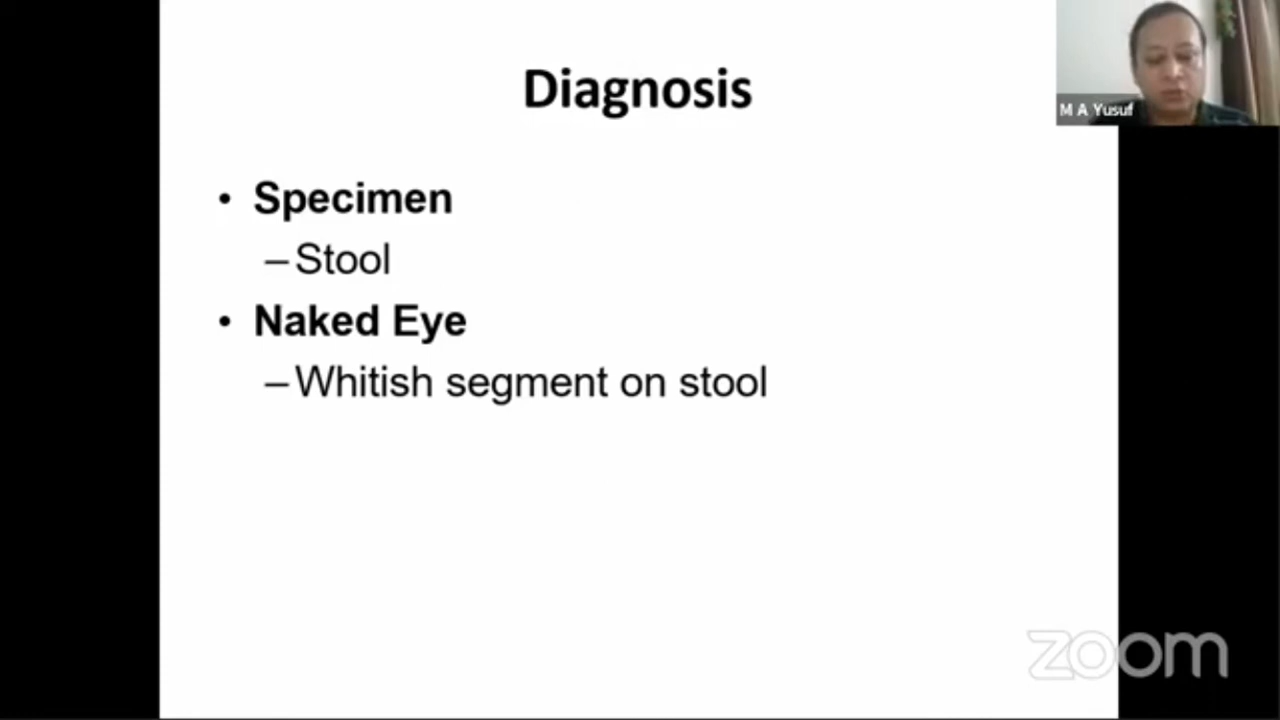 Diagnosis
M A Yusuf
• Specimen
– Stool
• Naked Eye
– Whitish segment on stool
zoom